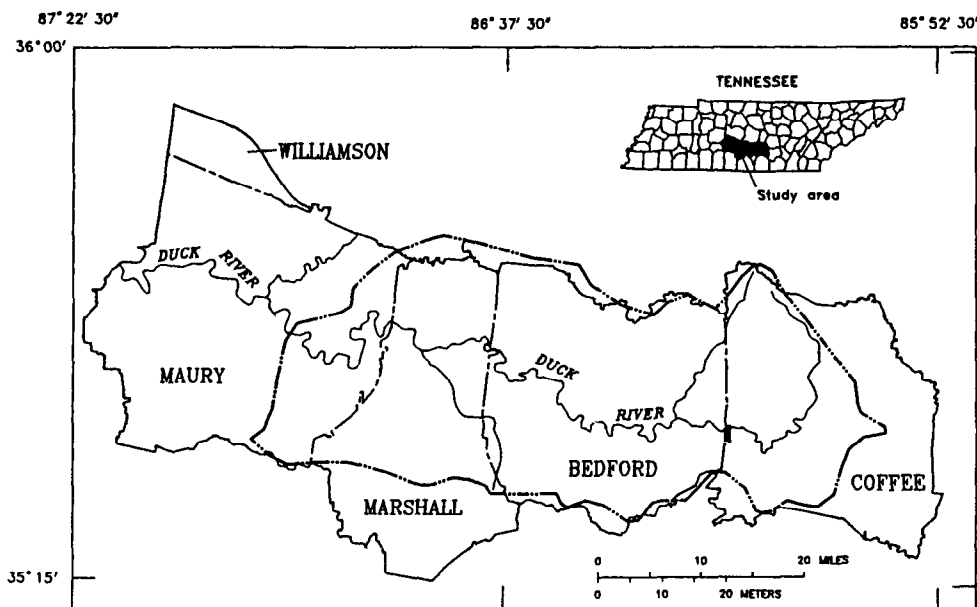 87° 22' 30"
86° 37' 30"
85° 52' 30"
36° 00'
TENNESSEE
WILLIAMSON
Study area
DUCK RIVER
MAURY
DUCK
RIVER
BEDFORD
COFFEE
MARSHALL
0 10 20 MILES
35° 15'
0 10 20 METERS